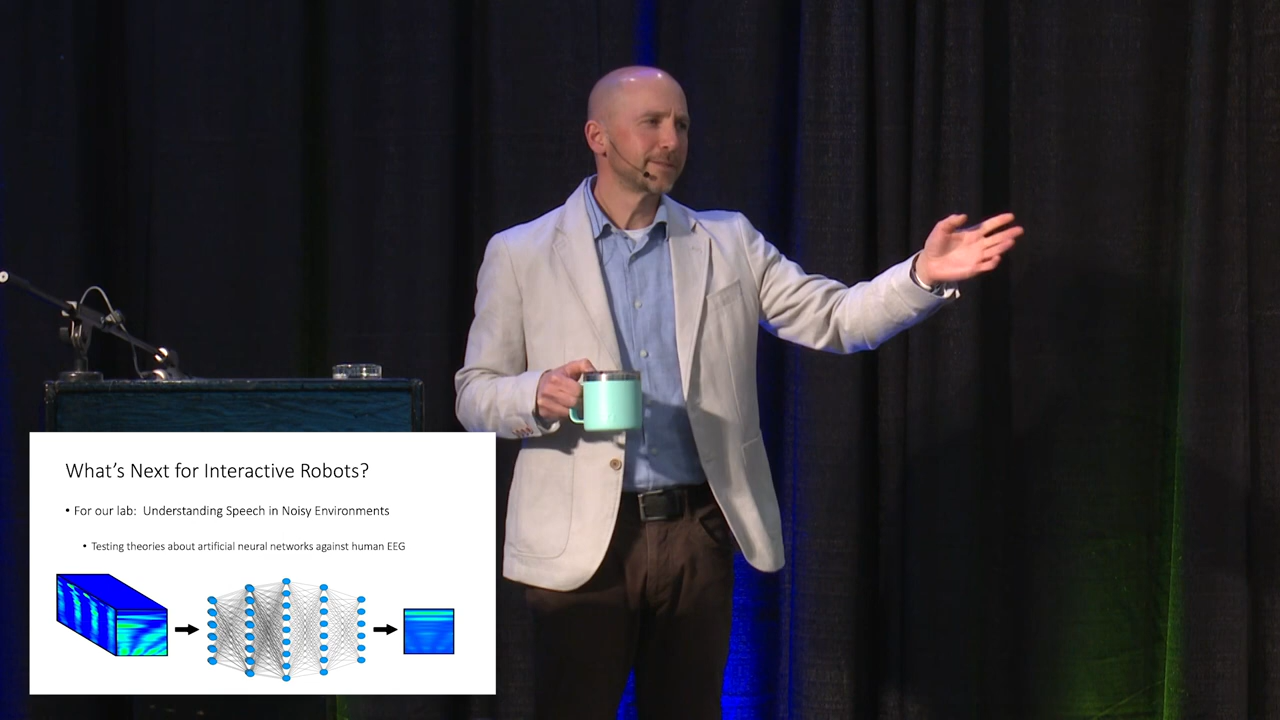 What's Next for Interactive Robots?
• For our lab: Understanding Speech in Noisy Environments
• Testing theories about artificial neural networks against human EEG